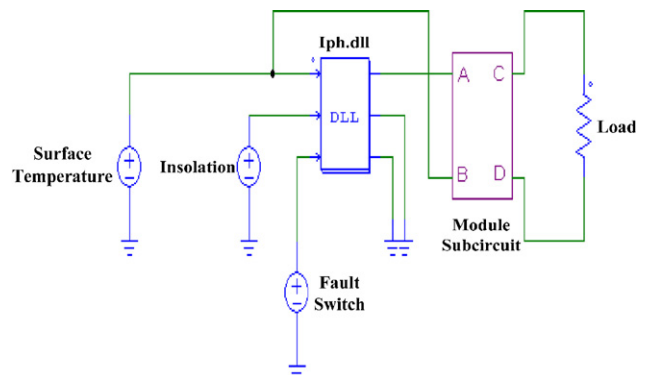 Iph.dll
DLL
A
C
B
D
Load
Surface
Temperature
Insolation
Module
Subcircuit
Fault
Switch